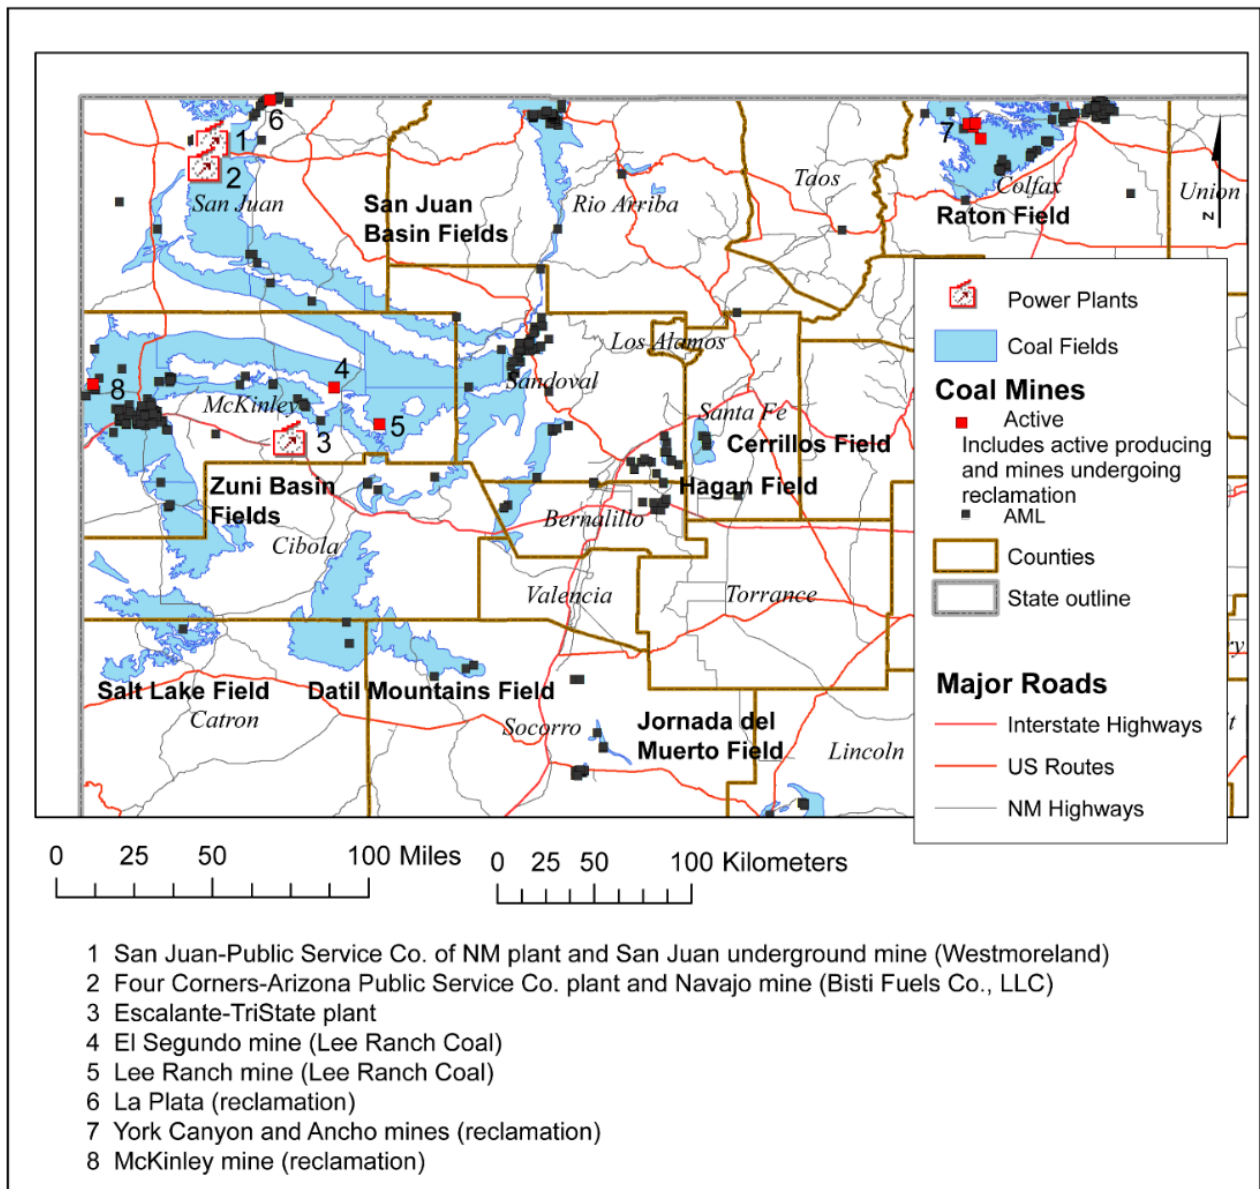 1
6
2
San Juan
San Juan
Basin Fields
Rio Arriba
Taos
7
Colfax
Raton Field
Union
N
Los Alamos
4
Sandoval
8
McKinley
3
5
Santa Fe
Cerrillos Field
Zuni Basin
Fields
Hagan Field
Bernalillo
Cibola
Valencia
Torrance
Salt Lake Field
Datil Mountains Field
Catron
Socorro
Jornada del
Muerto Field
Lincoln
ry
t
Power Plants
Coal Fields
Coal Mines
Active
Includes active producing
and mines undergoing
reclamation
AML
Counties
State outline
Major Roads
Interstate Highways
US Routes
NM Highways
0 25 50 100 Miles
0 25 50 100 Kilometers
1 San Juan-Public Service Co. of NM plant and San Juan underground mine (Westmoreland)
2 Four Corners-Arizona Public Service Co. plant and Navajo mine (Bisti Fuels Co., LLC)
3 Escalante-TriState plant
4 El Segundo mine (Lee Ranch Coal)
5 Lee Ranch mine (Lee Ranch Coal)
6 La Plata (reclamation)
7 York Canyon and Ancho mines (reclamation)
8 McKinley mine (reclamation)